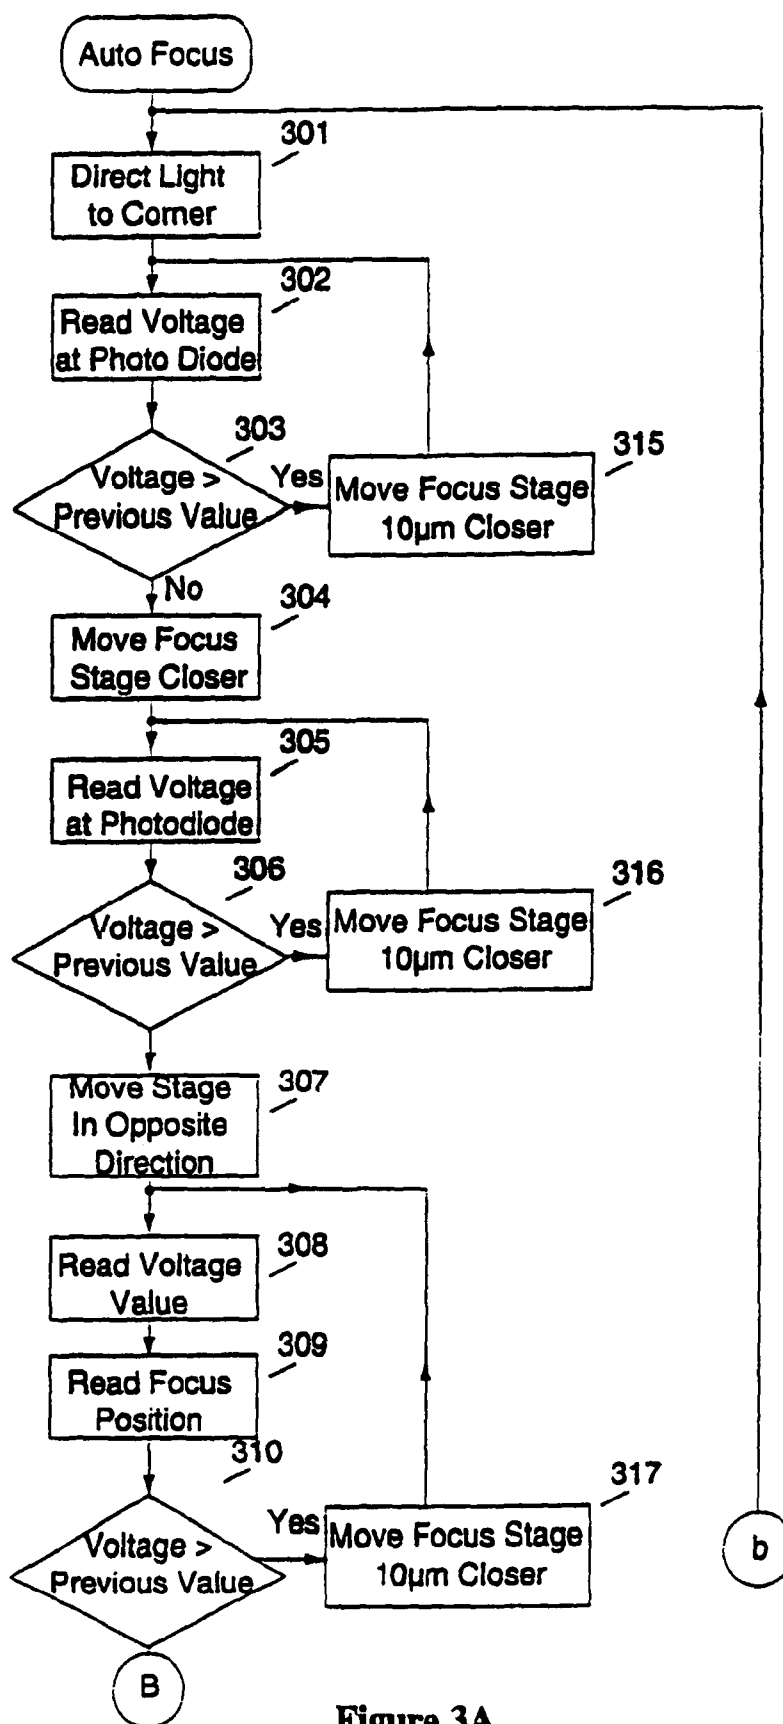 Auto Focus
301
Direct Light
to Corner
302
Read Voltage
at Photo Diode
303
Voltage >
Previous Value
Yes
315
Move Focus Stage
10µm Closer
No
304
Move Focus
Stage Closer
305
Read Voltage
at Photodiode
306
Voltage >
Previous Value
Yes
316
Move Focus Stage
10µm Closer
307
Move Stage
In Opposite
Direction
308
Read Voltage
Value
309
Read Focus
Position
310
Voltage >
Previous Value
Yes
317
Move Focus Stage
10µm Closer
b
B
Figure 3A